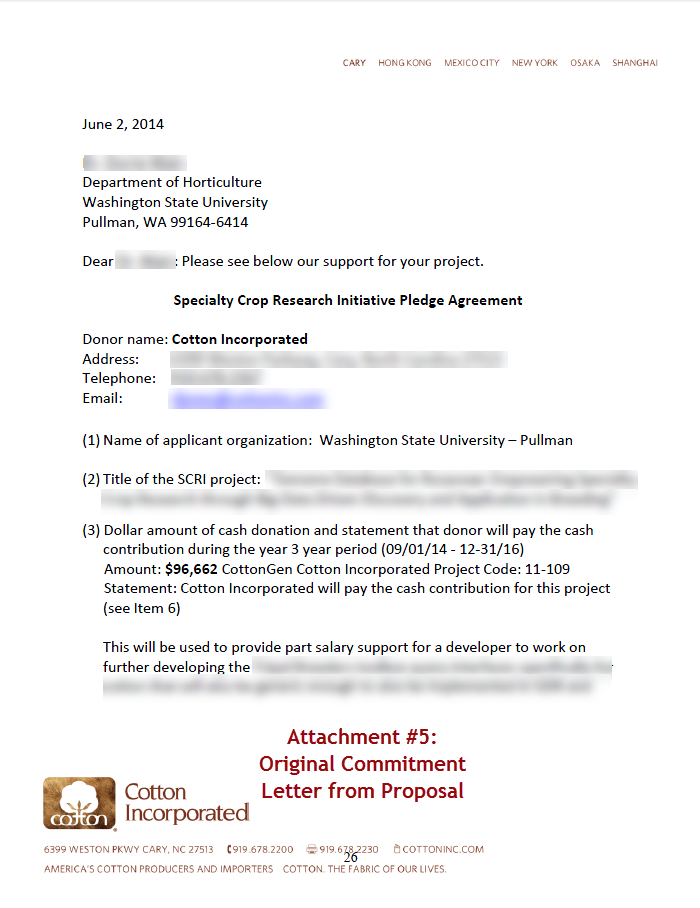 CARY HONG KONG MEXICO CITY NEW YORK OSAKA SHANGHAI
June 2, 2014
Department of Horticulture
Washington State University
Pullman, WA 99164-6414
Dear : Please see below our support for your project.
Specialty Crop Research Initiative Pledge Agreement
Donor name: Cotton Incorporated
Address:
Telephone:
Email:
(1) Name of applicant organization: Washington State University – Pullman
(2) Title of the SCRI project:
(3) Dollar amount of cash donation and statement that donor will pay the cash
contribution during the year 3 year period (09/01/14 - 12-31/16)
Amount: $96,662 CottonGen Cotton Incorporated Project Code: 11-109
Statement: Cotton Incorporated will pay the cash contribution for this project
(see Item 6)
This will be used to provide part salary support for a developer to work on
further developing the
Attachment #5:
Original Commitment
Letter from Proposal
cotton
Cotton
Incorporated
6399 WESTON PKWY CARY, NC 27513 919.678.2200 919.678.2230 COTTONINC.COM
26
AMERICA'S COTTON PRODUCERS AND IMPORTERS COTTON. THE FABRIC OF OUR LIVES.